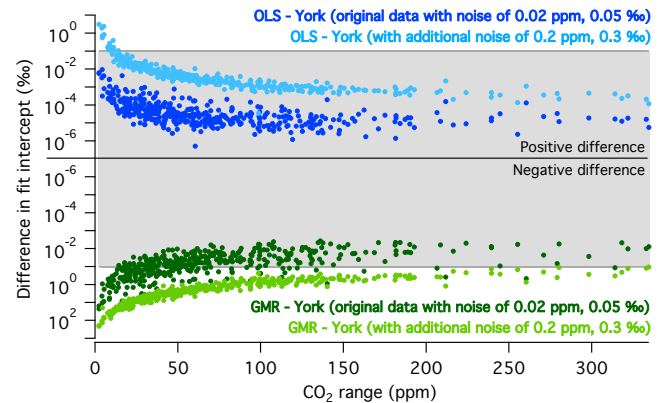 OLS - York (original data with noise of 0.02 ppm, 0.05 ‰)
OLS - York (with additional noise of 0.2 ppm, 0.3 ‰)
10⁰
10⁻²
10⁻⁴
10⁻⁶
Positive difference
Negative difference
10⁻⁶
10⁻⁴
10⁻²
10⁰
10²
Difference in fit intercept (‰)
GMR - York (original data with noise of 0.02 ppm, 0.05 ‰)
GMR - York (with additional noise of 0.2 ppm, 0.3 ‰)
0 50 100 150 200 250 300
CO₂ range (ppm)